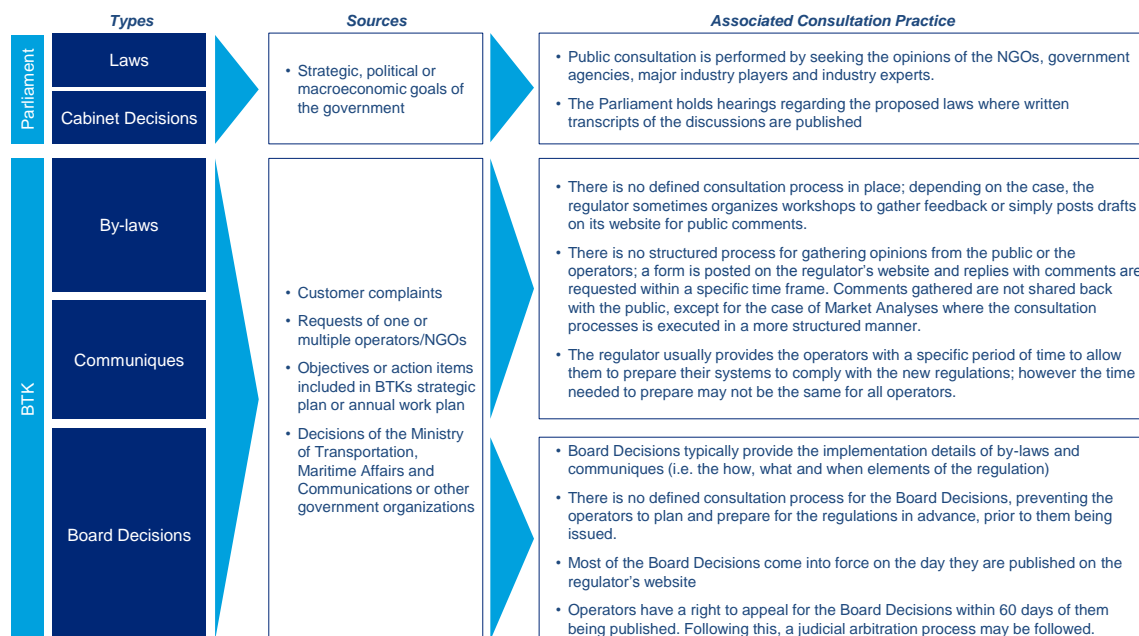 Types
Sources
Associated Consultation Practice
Parliament
Laws
Cabinet Decisions
• Strategic, political or
macroeconomic goals of
the government
• Public consultation is performed by seeking the opinions of the NGOs, government
agencies, major industry players and industry experts.
• The Parliament holds hearings regarding the proposed laws where written
transcripts of the discussions are published
BTK
By-laws
Communiques
Board Decisions
• Customer complaints
• Requests of one or
multiple operators/NGOs
• Objectives or action items
included in BTKs strategic
plan or annual work plan
• Decisions of the Ministry
of Transportation,
Maritime Affairs and
Communications or other
government organizations
• There is no defined consultation process in place; depending on the case, the
regulator sometimes organizes workshops to gather feedback or simply posts drafts
on its website for public comments.
• There is no structured process for gathering opinions from the public or the
operators; a form is posted on the regulator's website and replies with comments are
requested within a specific time frame. Comments gathered are not shared back
with the public, except for the case of Market Analyses where the consultation
processes is executed in a more structured manner.
• The regulator usually provides the operators with a specific period of time to allow
them to prepare their systems to comply with the new regulations; however the time
needed to prepare may not be the same for all operators.
• Board Decisions typically provide the implementation details of by-laws and
communiques (i.e. the how, what and when elements of the regulation)
• There is no defined consultation process for the Board Decisions, preventing the
operators to plan and prepare for the regulations in advance, prior to them being
issued.
• Most of the Board Decisions come into force on the day they are published on the
regulator's website
• Operators have a right to appeal for the Board Decisions within 60 days of them
being published. Following this, a judicial arbitration process may be followed.